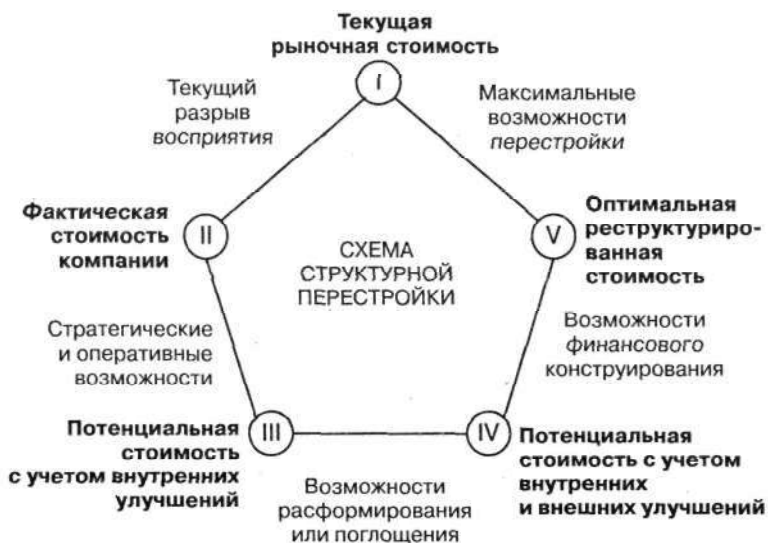 Текущая
рыночная стоимость
I
Текущий
разрыв
восприятия
Максимальные
возможности
перестройки
Фактическая
стоимость
компании
II
СХЕМА
СТРУКТУРНОЙ
ПЕРЕСТРОЙКИ
V
Оптимальная
реструктуриро-
ванная
стоимость
Стратегические
и оперативные
возможности
Возможности
финансового
конструирования
Потенциальная
стоимость
с учетом внутренних
улучшений
III
IV
Потенциальная
стоимость с учетом
внутренних
и внешних улучшений
Возможности
расформирования
или поглощения